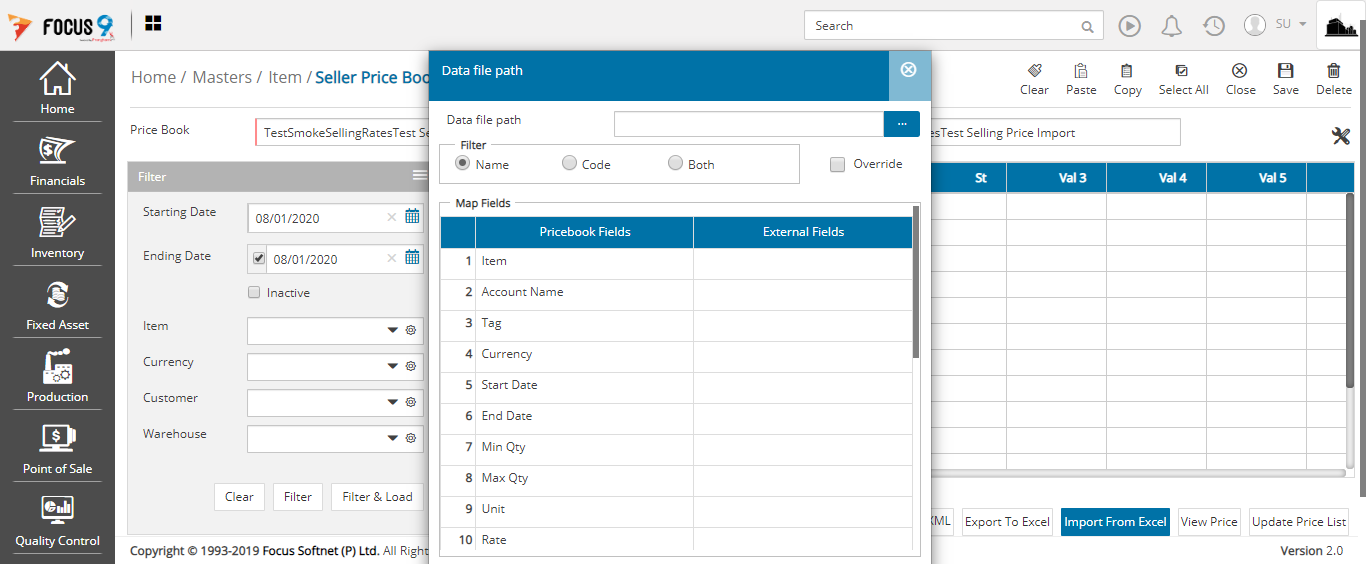 FOCUS 9
Search
SU
Home / Masters / Item / Seller Price Boo
Clear
Paste
Copy
Select All
Close
Save
Delete
Home
Financials
Inventory
Fixed Asset
Production
Point of Sale
Quality Control
Price Book
TestSmokeSellingRatesTest Se
esTest Selling Price Import
Filter
Starting Date
08/01/2020
Ending Date
08/01/2020
Inactive
Item
Currency
Customer
Warehouse
Clear
Filter
Filter & Load
Data file path
Data file path
...
Filter
Name
Code
Both
Override
Map Fields
Pricebook Fields
External Fields
1 Item
2 Account Name
3 Tag
4 Currency
5 Start Date
6 End Date
7 Min Qty
8 Max Qty
9 Unit
10 Rate
St
Val 3
Val 4
Val 5
XML
Export To Excel
Import From Excel
View Price
Update Price List
Copyright © 1993-2019 Focus Softnet (P) Ltd. All Right
Version 2.0